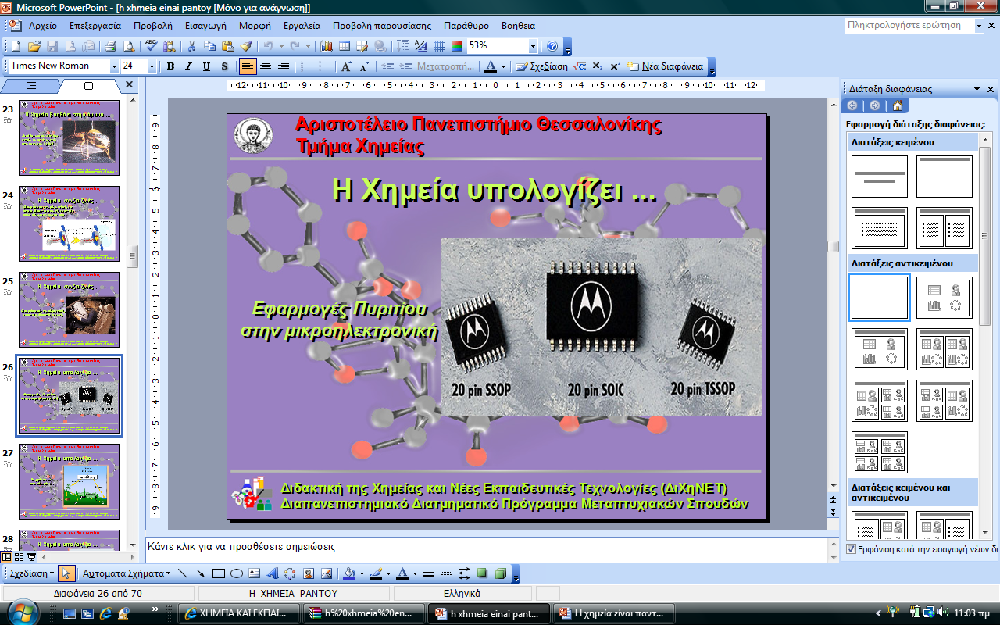 Microsoft PowerPoint - [h xhmeia einai pantoy [Μόνο για ανάγνωση]]
Αρχείο Επεξεργασία Προβολή Εισαγωγή Μορφή Εργαλεία Προβολή παρουσίασης Παράθυρο Βοήθεια
Πληκτρολογήστε ερώτηση
53%
Times New Roman 24 Μετατροπή... Σχεδίαση Νέα διαφάνεια
Διάταξη διαφάνειας
Εφαρμογή διάταξης διαφάνειας:
Διατάξεις κειμένου
Διατάξεις αντικειμένου
Διατάξεις κειμένου και
αντικειμένου
Εμφάνιση κατά την εισαγωγή νέων δι
23
24
25
26
27
28
Αριστοτέλειο Πανεπιστήμιο Θεσσαλονίκης
Τμήμα Χημείας
Η Χημεία υπολογίζει ...
Εφαρμογές Πυριτίου
στην μικροηλεκτρονική
20 pin SSOP
20 pin SOIC
20 pin TSSOP
Διδακτική της Χημείας και Νέες Εκπαιδευτικές Τεχνολογίες (ΔιΧηΝΕΤ)
Διαπανεπιστημιακό Διατμηματικό Πρόγραμμα Μεταπτυχιακών Σπουδών
Κάντε κλικ για να προσθέσετε σημειώσεις
Σχεδίαση Αυτόματα Σχήματα
Διαφάνεια 26 από 70 H_XHMEIA_PANTOY Ελληνικά
ΧΗΜΕΙΑ ΚΑΙ ΕΚΠΑΙ... h%20xhmeia%20en... h xhmeia einai pant... Η χημεία είναι παντ... 11:03 πμ